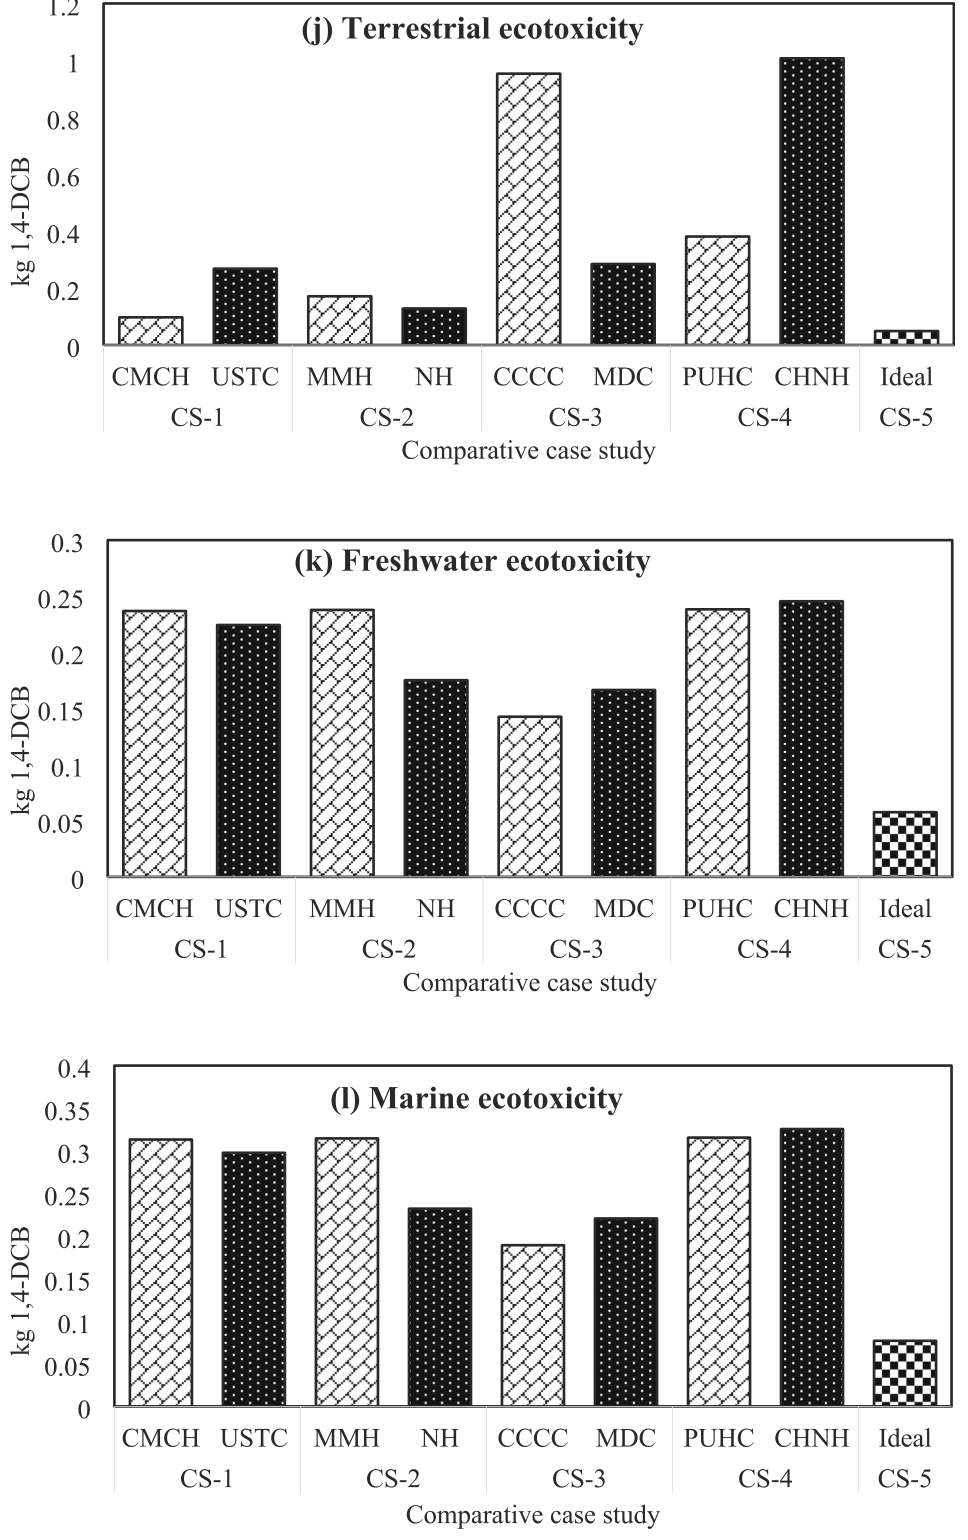 1.2
(j) Terrestrial ecotoxicity
1
0.8
0.6
0.4
0.2
0
kg 1,4-DCB
CMCH USTC MMH NH CCCC MDC PUHC CHNH Ideal
CS-1 CS-2 CS-3 CS-4 CS-5
Comparative case study
0.3
(k) Freshwater ecotoxicity
0.25
0.2
0.15
0.1
0.05
0
kg 1,4-DCB
CMCH USTC MMH NH CCCC MDC PUHC CHNH Ideal
CS-1 CS-2 CS-3 CS-4 CS-5
Comparative case study
0.4
(l) Marine ecotoxicity
0.35
0.3
0.25
0.2
0.15
0.1
0.05
0
kg 1,4-DCB
CMCH USTC MMH NH CCCC MDC PUHC CHNH Ideal
CS-1 CS-2 CS-3 CS-4 CS-5
Comparative case study